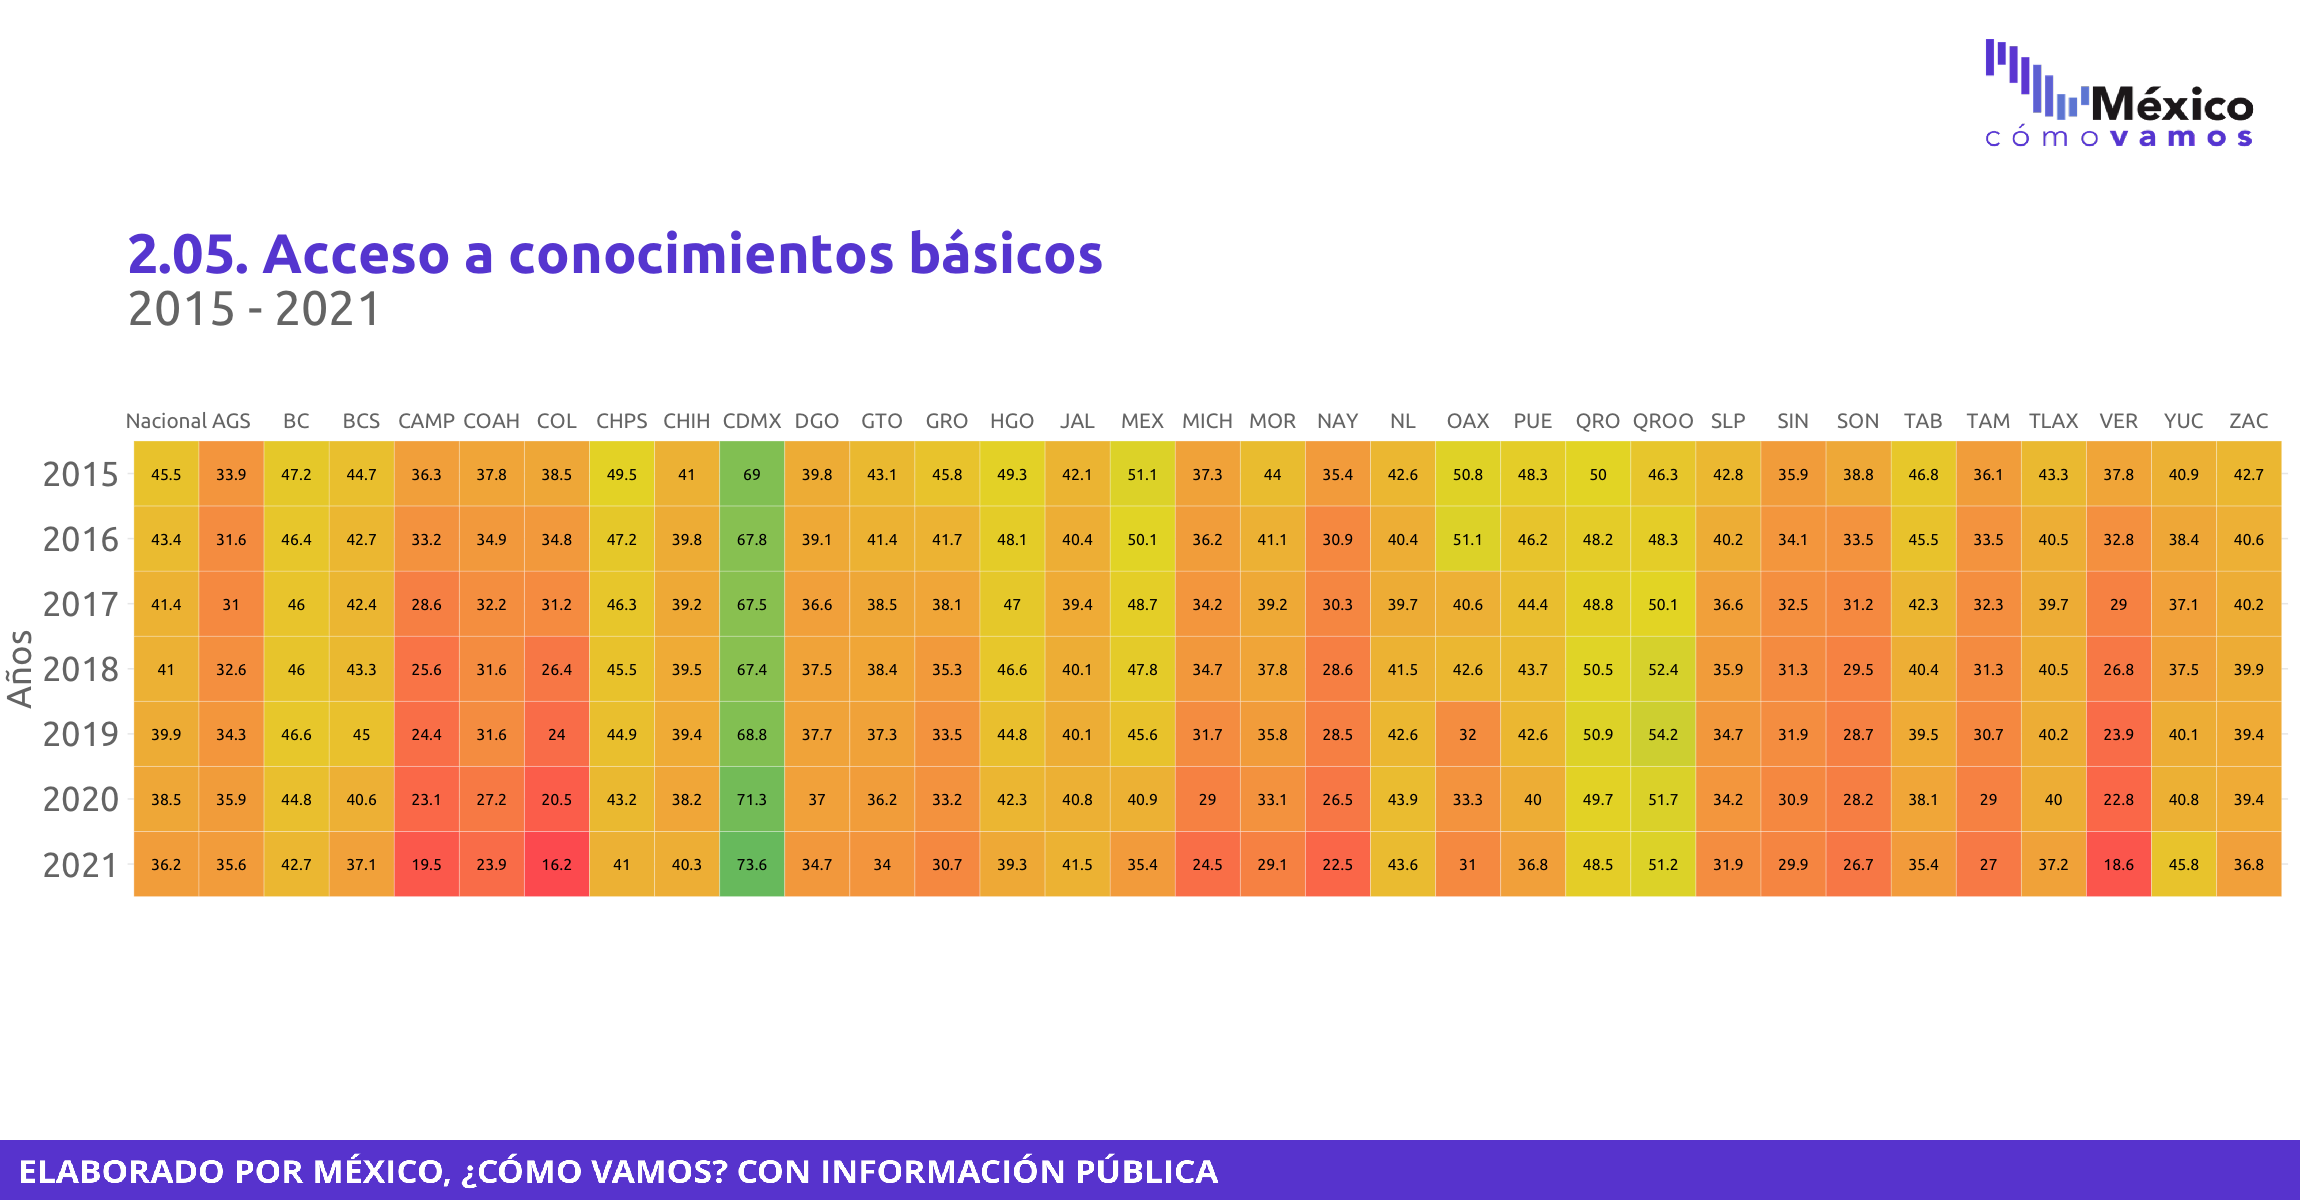 México
cómovamos
2.05. Acceso a conocimientos básicos
2015 - 2021
Nacional AGS BC BCS CAMP COAH COL CHPS CHIH CDMX DGO GTO GRO HGO JAL MEX MICH MOR NAY NL OAX PUE QRO QROO SLP SIN SON TAB TAM TLAX VER YUC ZAC
2015 45.5 33.9 47.2 44.7 36.3 37.8 38.5 49.5 41 69 39.8 43.1 45.8 49.3 42.1 51.1 37.3 44 35.4 42.6 50.8 48.3 50 46.3 42.8 35.9 38.8 46.8 36.1 43.3 37.8 40.9 42.7
2016 43.4 31.6 46.4 42.7 33.2 34.9 34.8 47.2 39.8 67.8 39.1 41.4 41.7 48.1 40.4 50.1 36.2 41.1 30.9 40.4 51.1 46.2 48.2 48.3 40.2 34.1 33.5 45.5 33.5 40.5 32.8 38.4 40.6
2017 41.4 31 46 42.4 28.6 32.2 31.2 46.3 39.2 67.5 36.6 38.5 38.1 47 39.4 48.7 34.2 39.2 30.3 39.7 40.6 44.4 48.8 50.1 36.6 32.5 31.2 42.3 32.3 39.7 29 37.1 40.2
Años
2018 41 32.6 46 43.3 25.6 31.6 26.4 45.5 39.5 67.4 37.5 38.4 35.3 46.6 40.1 47.8 34.7 37.8 28.6 41.5 42.6 43.7 50.5 52.4 35.9 31.3 29.5 40.4 31.3 40.5 26.8 37.5 39.9
2019 39.9 34.3 46.6 45 24.4 31.6 24 44.9 39.4 68.8 37.7 37.3 33.5 44.8 40.1 45.6 31.7 35.8 28.5 42.6 32 42.6 50.9 54.2 34.7 31.9 28.7 39.5 30.7 40.2 23.9 40.1 39.4
2020 38.5 35.9 44.8 40.6 23.1 27.2 20.5 43.2 38.2 71.3 37 36.2 33.2 42.3 40.8 40.9 29 33.1 26.5 43.9 33.3 40 49.7 51.7 34.2 30.9 28.2 38.1 29 40 22.8 40.8 39.4
2021 36.2 35.6 42.7 37.1 19.5 23.9 16.2 41 40.3 73.6 34.7 34 30.7 39.3 41.5 35.4 24.5 29.1 22.5 43.6 31 36.8 48.5 51.2 31.9 29.9 26.7 35.4 27 37.2 18.6 45.8 36.8
ELABORADO POR MÉXICO, ¿CÓMO VAMOS? CON INFORMACIÓN PÚBLICA